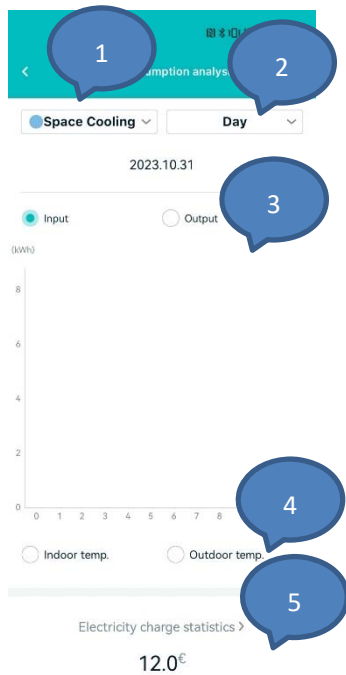 1
2
< umption analys
Space Cooling Day
2023.10.31
Input Output
3
(kWh)
8
6
4
2
0
0 1 2 3 4 5 6 7 8
4
Indoor temp. Outdoor temp.
5
Electricity charge statistics >
12.0€